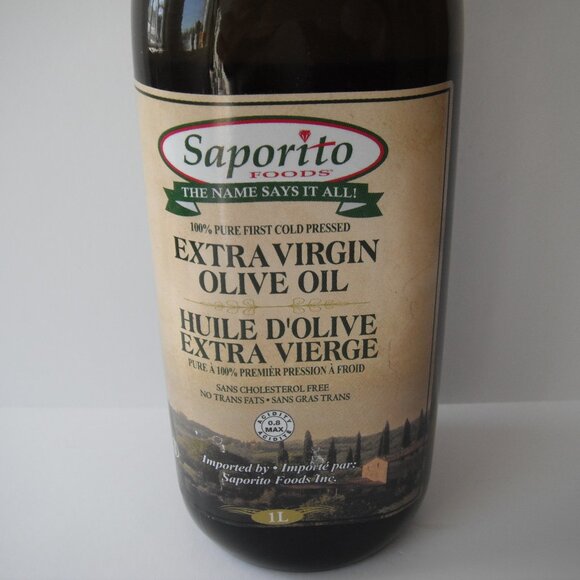 Saporito
FOODS
THE NAME SAYS IT ALL!
100% PURE FIRST COLD PRESSED
EXTRA VIRGIN
OLIVE OIL
HUILE D'OLIVE
EXTRA VIERGE
PURE À 100% PREMIÈR PRESSION À FROID
SANS CHOLESTEROL FREE
NO TRANS FATS • SANS GRAS TRANS
ACIDITY
0.8
MAX
ACIDITÉ
Imported by • Importé par:
Saporito Foods Inc.
1L